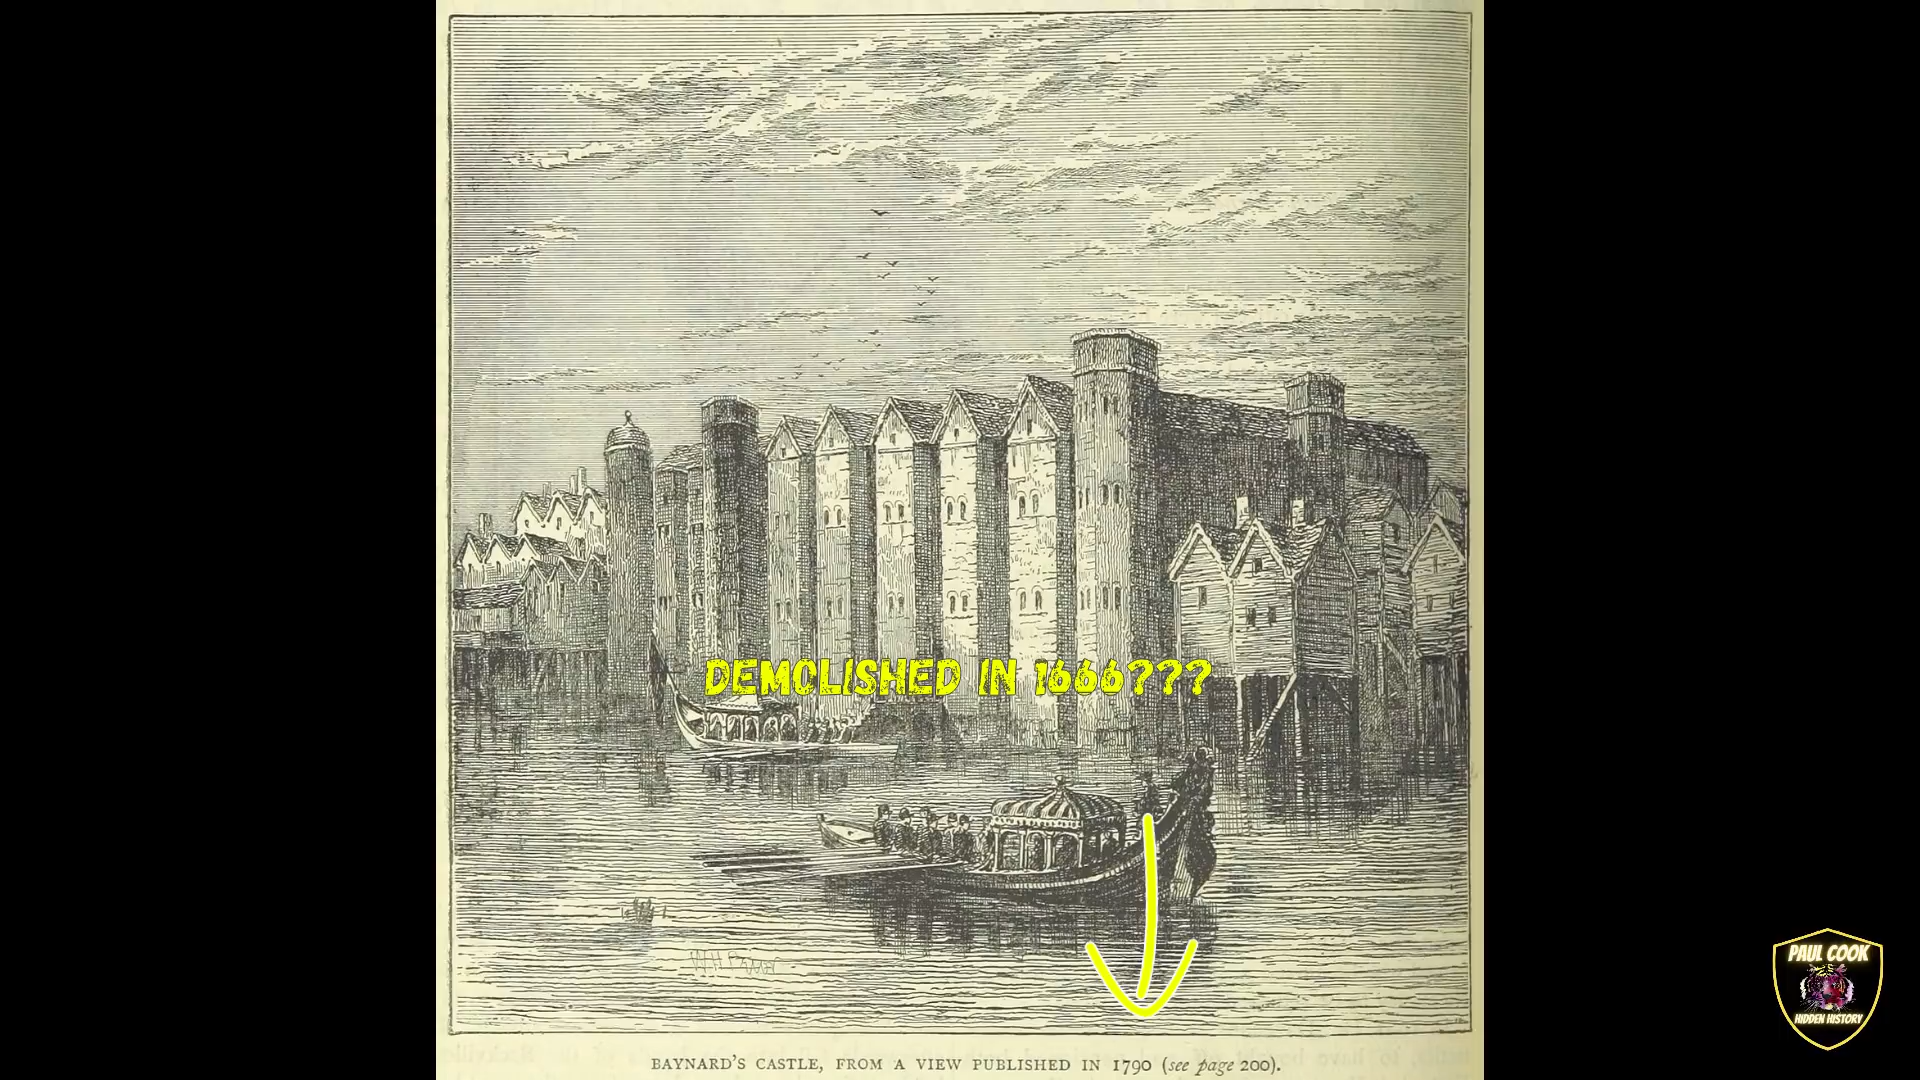 DEMOLISHED IN 1666???
BAYNARD'S CASTLE, FROM A VIEW PUBLISHED IN 1790 (see page 200).
PAUL COOK
HIDDEN HISTORY